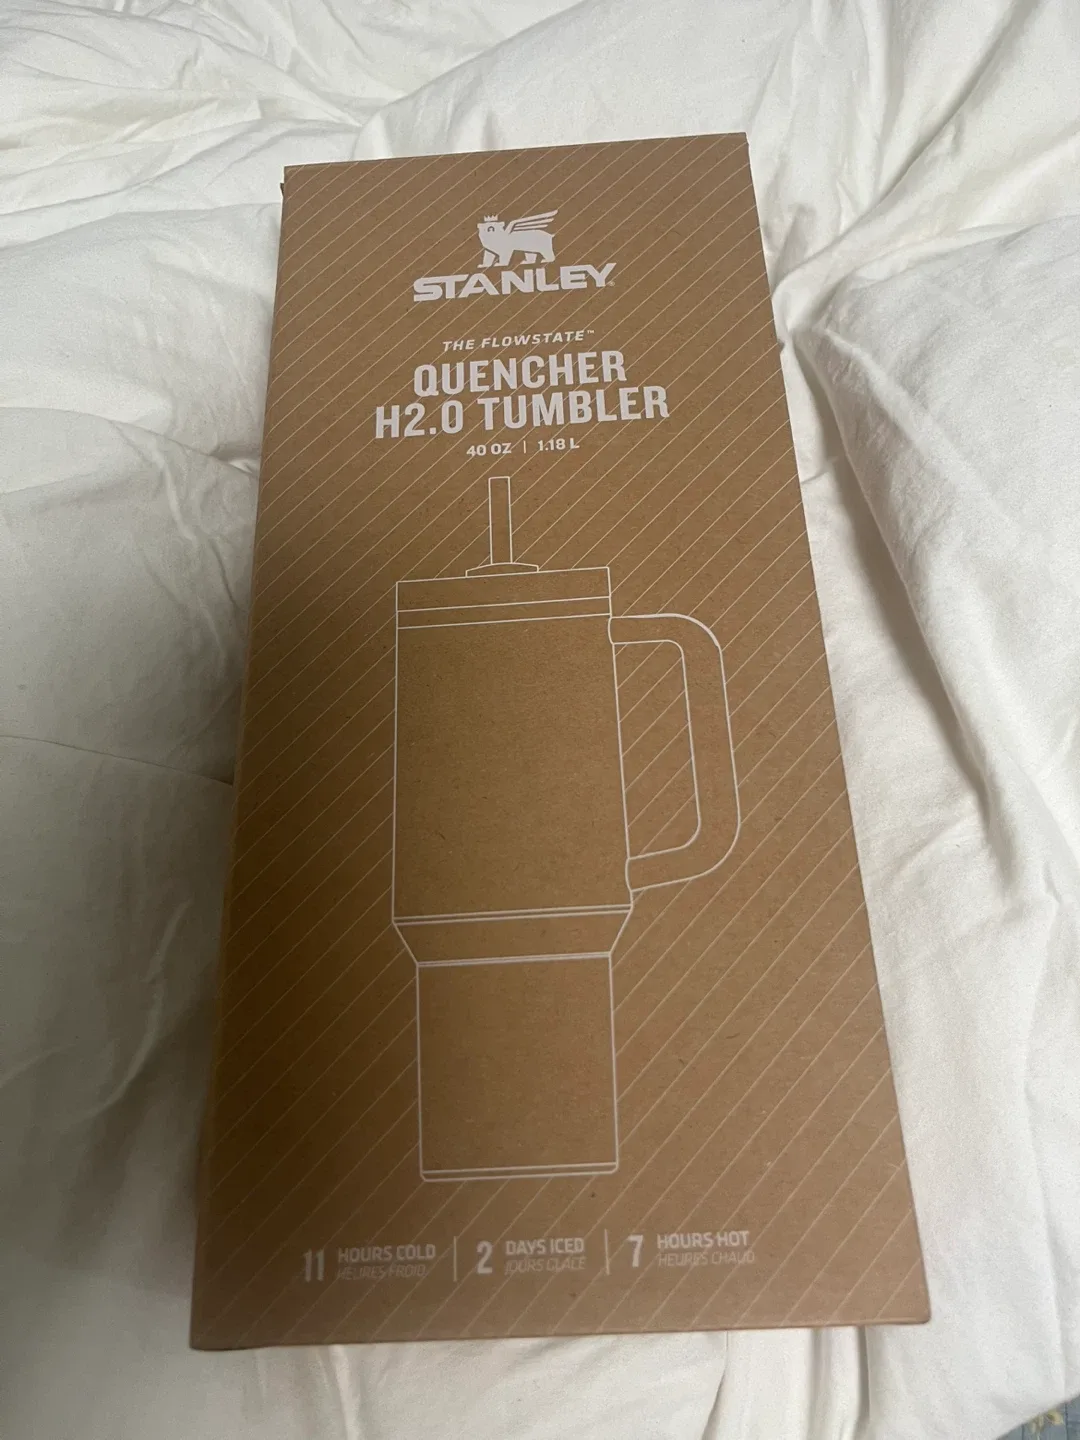 STANLEY
THE FLOWSTATE™
QUENCHER
H2.0 TUMBLER
40 OZ | 1.18 L
11 HOURS COLD
HEURES FROID
2 DAYS ICED
JOURS GLACÉ
7 HOURS HOT
HEURES CHAUD